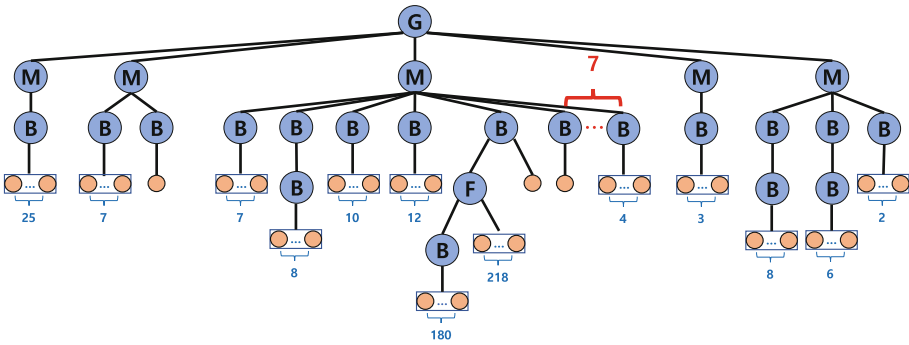 G
M M M M M
7
B B B B B B B B B ... B B B B B
... ... ... ... ... ... ... ...
B F B B
25 7 7 10 12 4 3 2
... B ... ... ...
8 218 8 6
...
180